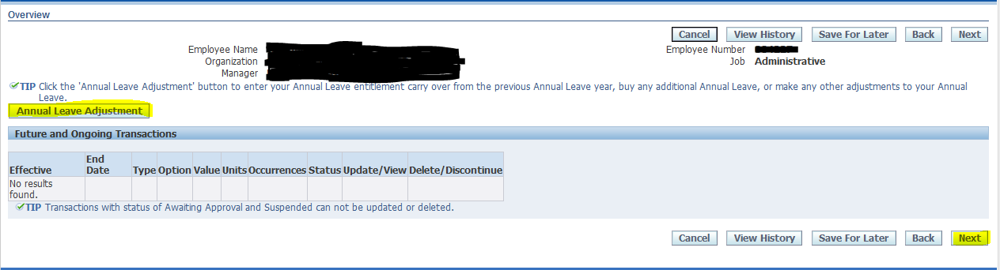 Overview
Cancel View History Save For Later Back Next
Employee Name Employee Number
Organization Job Administrative
Manager
TIP Click the 'Annual Leave Adjustment' button to enter your Annual Leave entitlement carry over from the previous Annual Leave year, buy any additional Annual Leave, or make any other adjustments to your Annual
Leave.
Annual Leave Adjustment
Future and Ongoing Transactions
Effective End Date Type Option Value Units Occurrences Status Update/View Delete/Discontinue
No results
found.
TIP Transactions with status of Awaiting Approval and Suspended can not be updated or deleted.
Cancel View History Save For Later Back Next